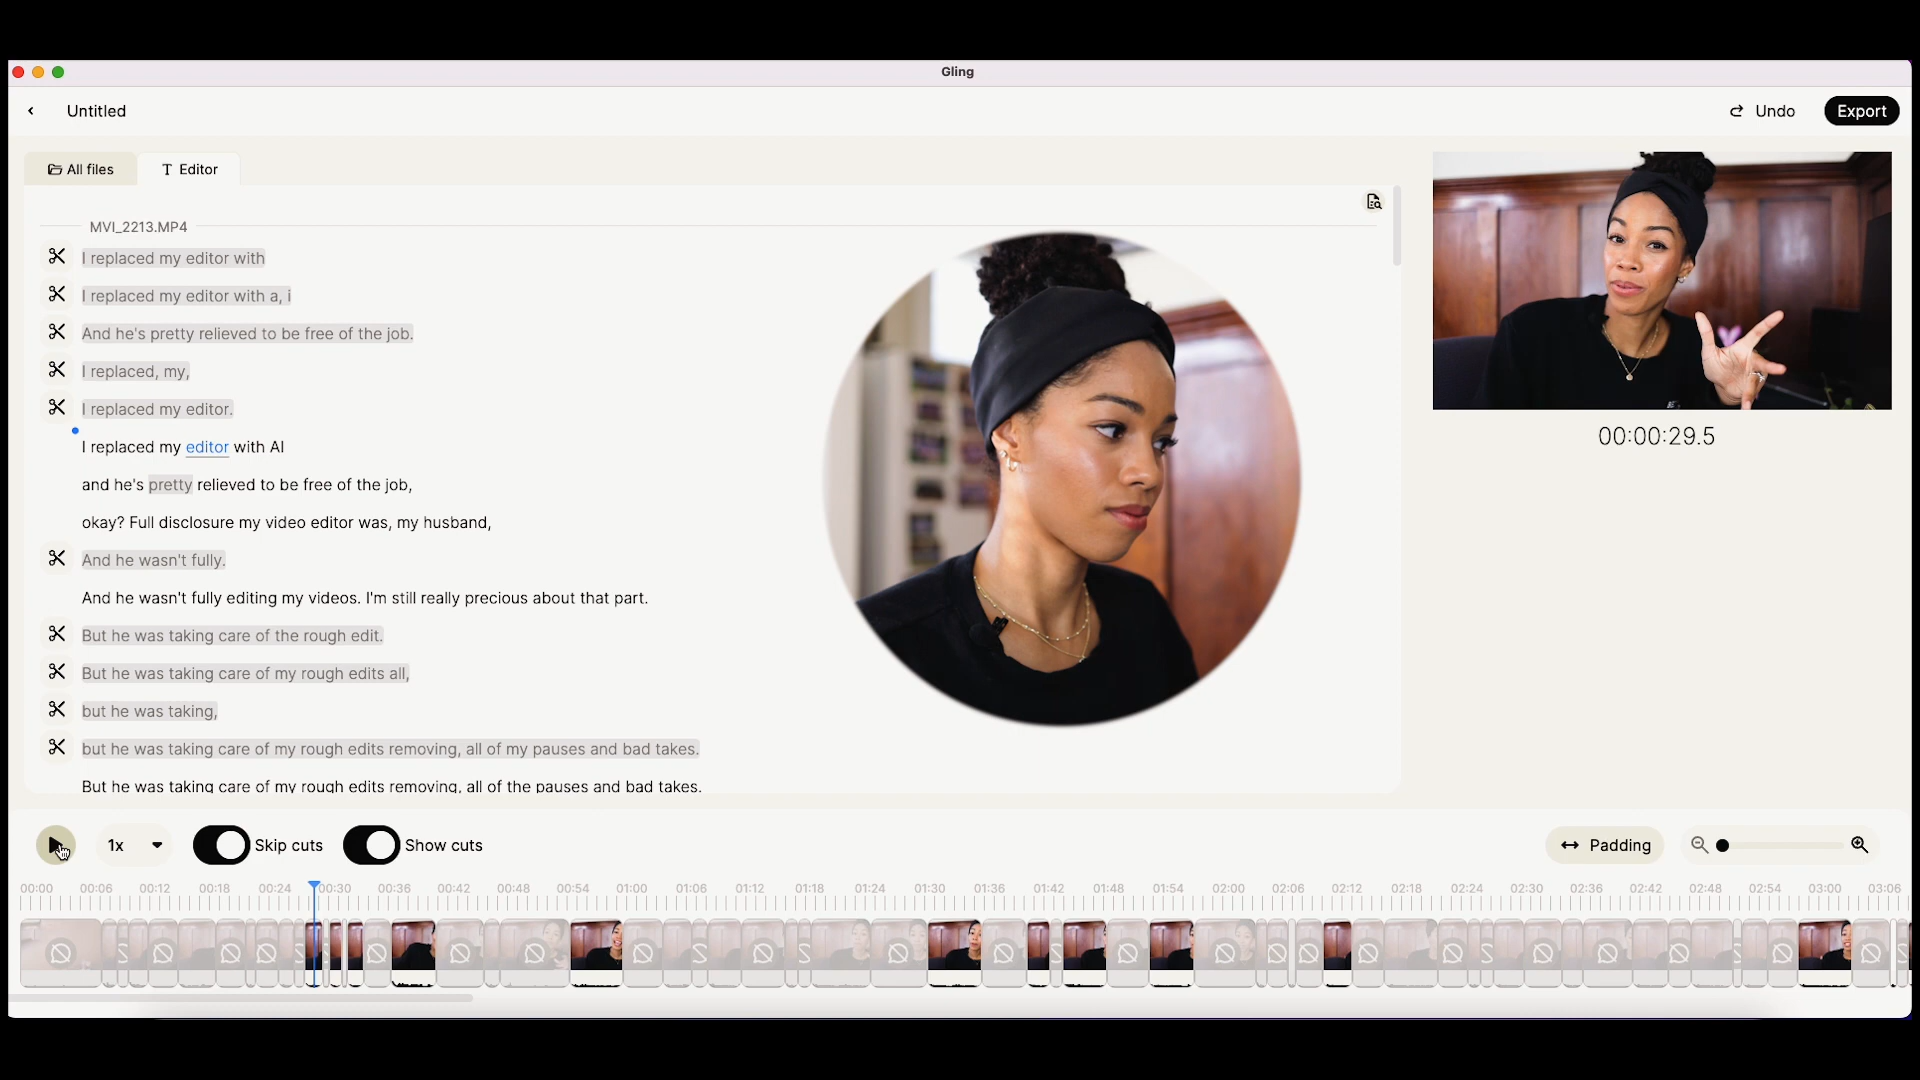 Gling
Untitled
Undo
Export
All files
Editor
MVI_2213.MP4
I replaced my editor with
I replaced my editor with a, i
And he's pretty relieved to be free of the job.
I replaced, my,
I replaced my editor.
I replaced my editor with AI
and he's pretty relieved to be free of the job,
okay? Full disclosure my video editor was, my husband,
And he wasn't fully.
And he wasn't fully editing my videos. I'm still really precious about that part.
But he was taking care of the rough edit.
But he was taking care of my rough edits all,
but he was taking,
but he was taking care of my rough edits removing, all of my pauses and bad takes.
But he was taking care of my rough edits removing, all of the pauses and bad takes.
00:00:29.5
1x
Skip cuts
Show cuts
Padding
00:00 00:06 00:12 00:18 00:24 00:30 00:36 00:42 00:48 00:54 01:00 01:06 01:12 01:18 01:24 01:30 01:36 01:42 01:48 01:54 02:00 02:06 02:12 02:18 02:24 02:30 02:36 02:42 02:48 02:54 03:00 03:06